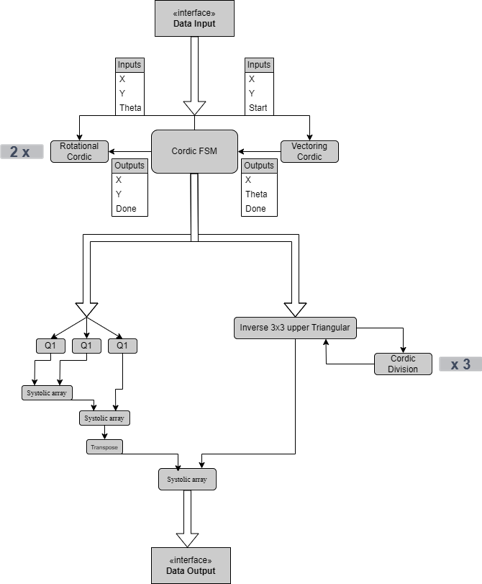 «interface»
Data Input
Inputs
X
Y
Theta
Inputs
X
Y
Start
2 x
Rotational
Cordic
Cordic FSM
Vectoring
Cordic
Outputs
X
Y
Done
Outputs
X
Theta
Done
Inverse 3x3 upper Triangular
Q1
Q1
Q1
Cordic
Division
x 3
Systolic array
Systolic array
Transpose
Systolic array
«interface»
Data Output